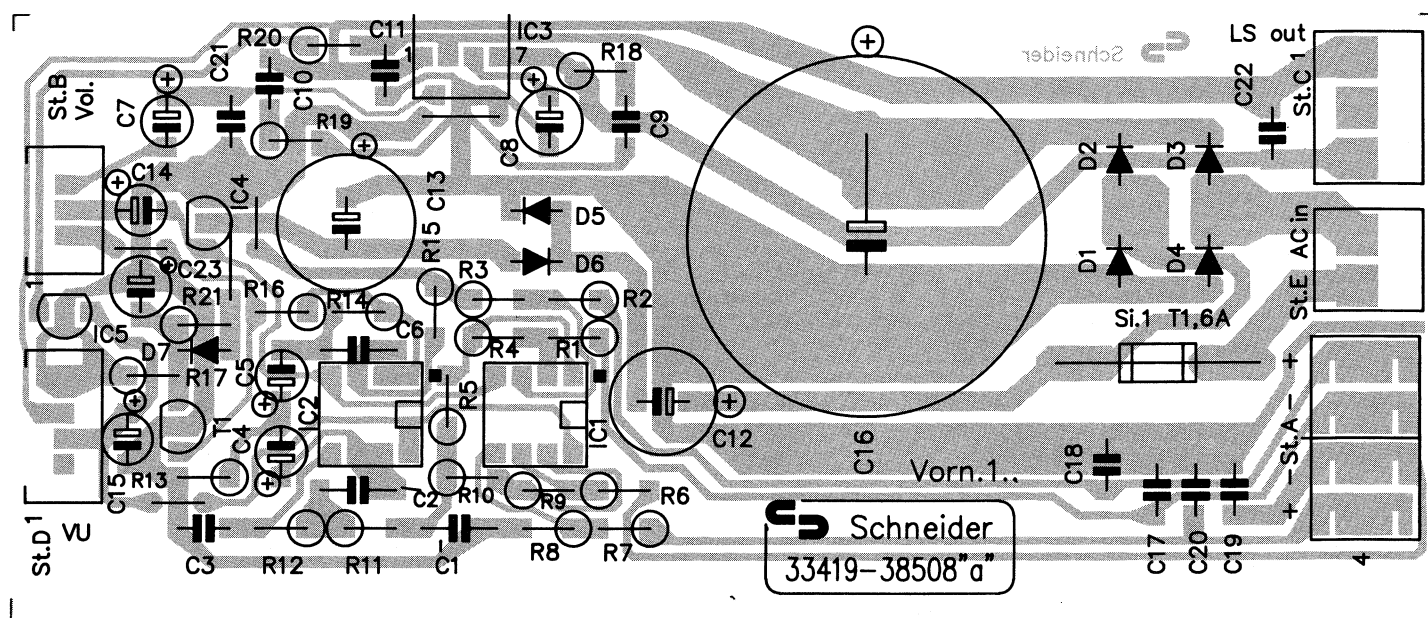 R20
C11
IC3
1
7
R18
Schneider
LS out
C21
C10
St.B
Vol.
C7
R19
C8
C9
C22
St.C 1
D2
D3
C14
IC4
C13
D5
R15
D6
C23
1
R3
R2
D1
D4
St.E AC in
R21
R16
R14
C6
IC5
D7
R4
R1
Si.1 T1,6A
R17
C5
IC2
R5
IC1
T1
C4
C12
C16
C18
+
-
St.A
-
+
Vorn.1..
R13
C15
C2
R10
R9
R6
St.D 1
VU
C3
R12
R11
C1
R8
R7
Schneider
33419-38508"a"
C17
C20
C19
4